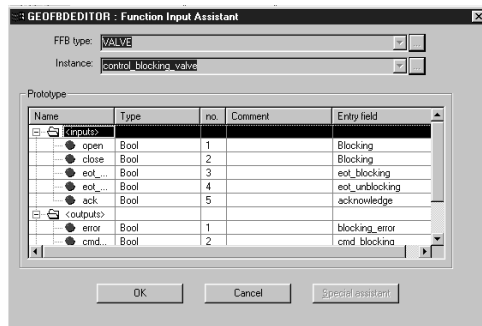 GEOFBDEDITOR : Function Input Assistant
FFB type: VALVE ...
Instance: control_blocking_valve ...
Prototype
Name Type no. Comment Entry field
<inputs>
open Bool 1 Blocking
close Bool 2 Blocking
eot_... Bool 3 eot_blocking
eot_... Bool 4 eot_unblocking
ack Bool 5 acknowledge
<outputs>
error Bool 1 blocking_error
cmd... Bool 2 cmd_blocking
OK Cancel Special assistant